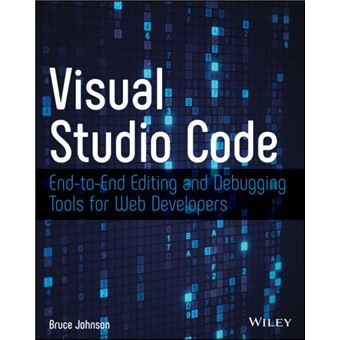 Visual
Studio Code
End-to-End Editing and Debugging
Tools for Web Developers
Bruce Johnson
WILEY